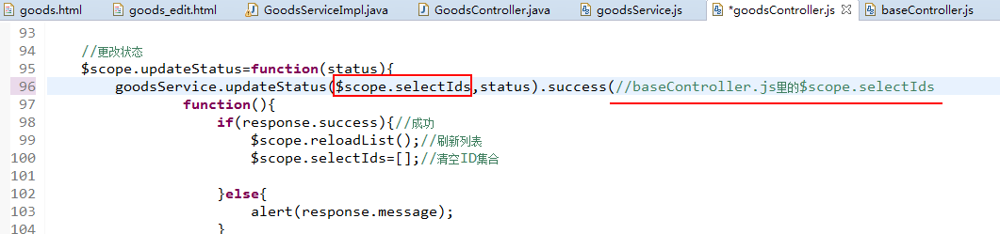 goods.html goods_edit.html GoodsServiceImpl.java GoodsController.java goodsService.js *goodsController.js baseController.js
93
94 //更改状态
95 $scope.updateStatus=function(status){
96 goodsService.updateStatus($scope.selectIds,status).success(//baseController.js里的$scope.selectIds
97 function(){
98 if(response.success){//成功
99 $scope.reloadList();//刷新列表
100 $scope.selectIds=[];//清空ID集合
101
102 }else{
103 alert(response.message);
104 }